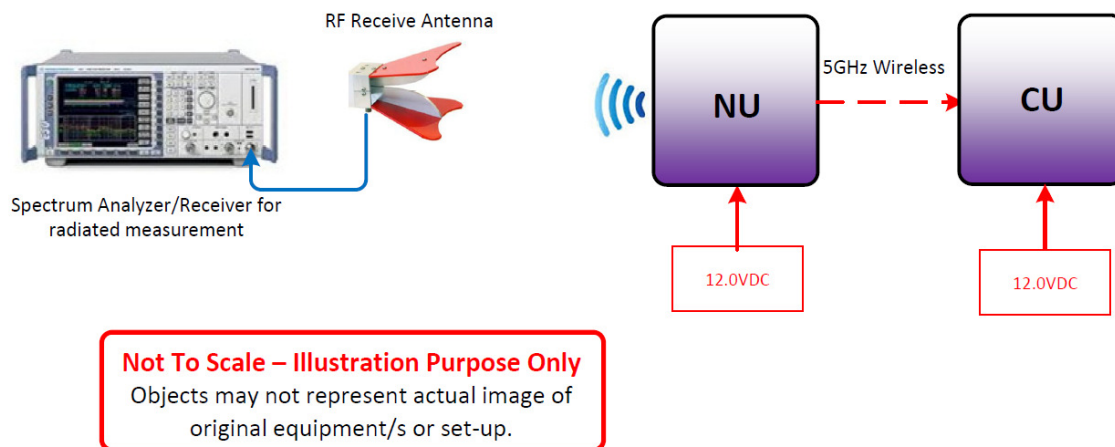 RF Receive Antenna
5GHz Wireless
NU
CU
Spectrum Analyzer/Receiver for
radiated measurement
12.0VDC
12.0VDC
Not To Scale – Illustration Purpose Only
Objects may not represent actual image of
original equipment/s or set-up.